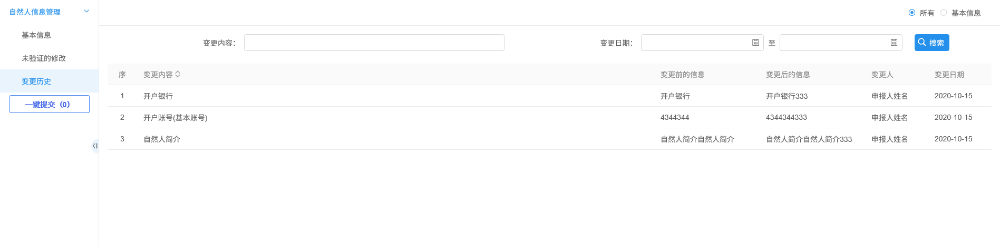 自然人信息管理
基本信息
未验证的修改
变更历史
一键提交（0）
所有 基本信息
变更内容： 变更日期： 至 搜索
序 变更内容 变更前的信息 变更后的信息 变更人 变更日期
1 开户银行 开户银行 开户银行333 申报人姓名 2020-10-15
2 开户账号(基本账号) 4344344 4344344333 申报人姓名 2020-10-15
3 自然人简介 自然人简介自然人简介 自然人简介自然人简介333 申报人姓名 2020-10-15